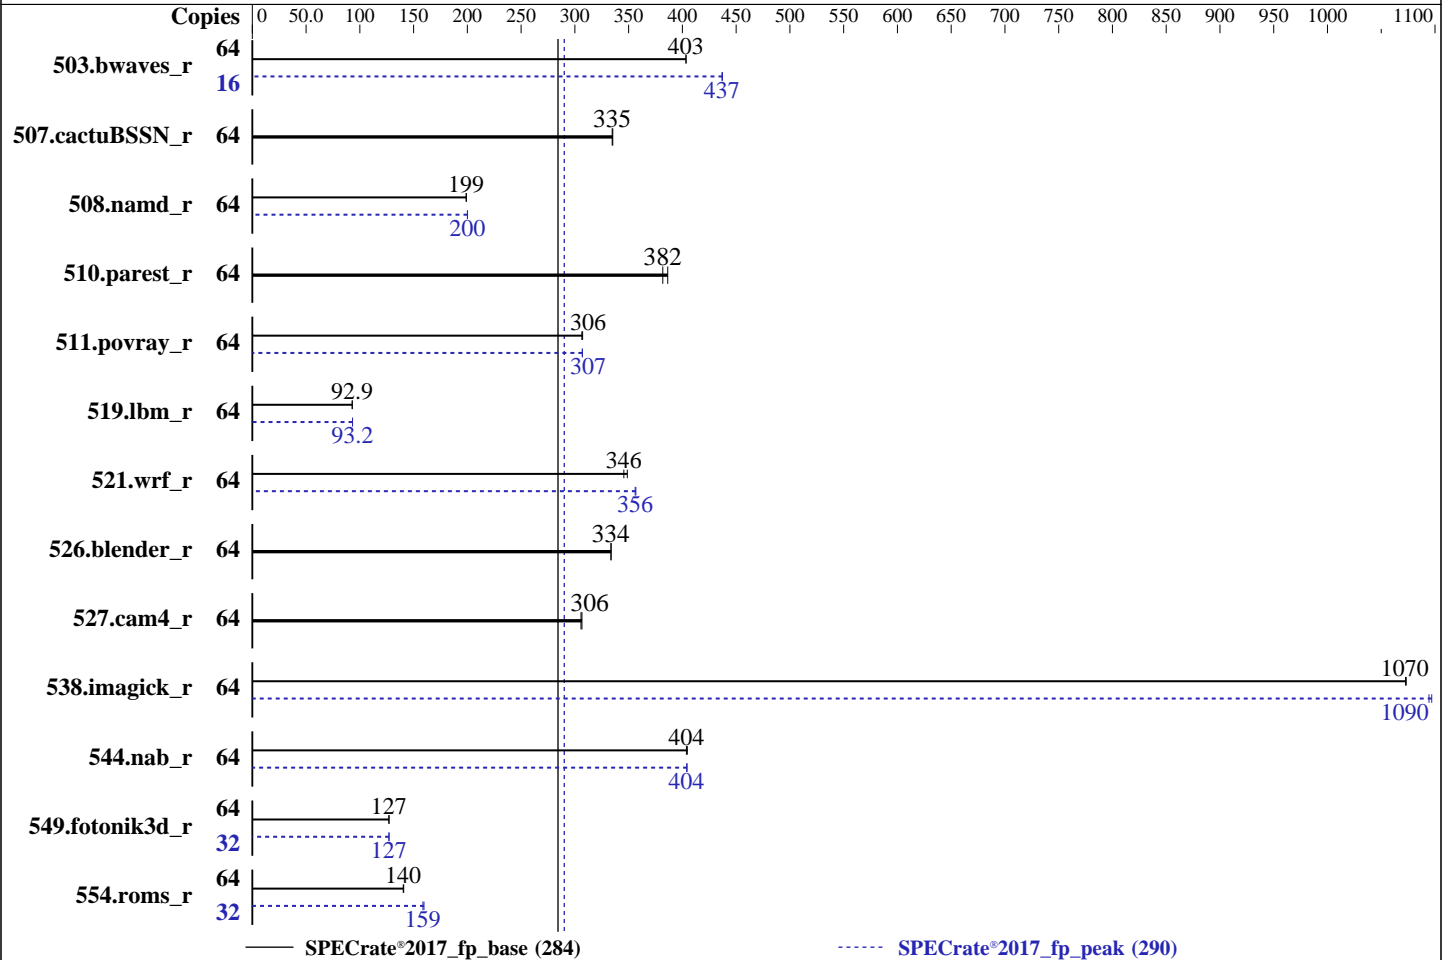 Copies 0 50.0 100 150 200 250 300 350 400 450 500 550 600 650 700 750 800 850 900 950 1000 1100
503.bwaves_r 64 403
16 437
507.cactuBSSN_r 64 335
508.namd_r 64 199
200
510.parest_r 64 382
511.povray_r 64 306
307
519.lbm_r 64 92.9
93.2
521.wrf_r 64 346
356
526.blender_r 64 334
527.cam4_r 64 306
538.imagick_r 64 1070
1090
544.nab_r 64 404
404
549.fotonik3d_r 64 127
32 127
554.roms_r 64 140
32 159
SPECrate®2017_fp_base (284) SPECrate®2017_fp_peak (290)